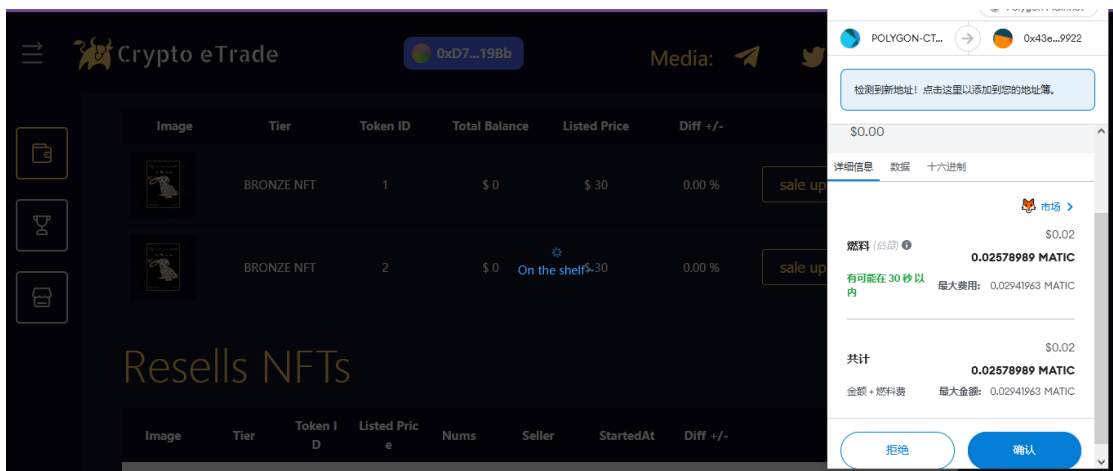 Crypto eTrade
0xD7...19Bb
Media:
Image Tier Token ID Total Balance Listed Price Diff +/-
BRONZE NFT 1 $ 0 $ 30 0.00 % sale up
BRONZE NFT 2 $ 0 $ 30 0.00 % sale up
On the shelf~
Resells NFTs
Image Tier Token I
D Listed Pric
e Nums Seller StartedAt Diff +/-
POLYGON-CT... 0x43e...9922
检测到新地址！点击这里以添加到您的地址簿。
$0.00
详细信息 数据 十六进制
市场
$0.02
燃料 (估算)
0.02578989 MATIC
有可能在 30 秒以
内
最大费用: 0.02941963 MATIC
$0.02
共计
0.02578989 MATIC
金额 + 燃料费 最大金额: 0.02941963 MATIC
拒绝 确认